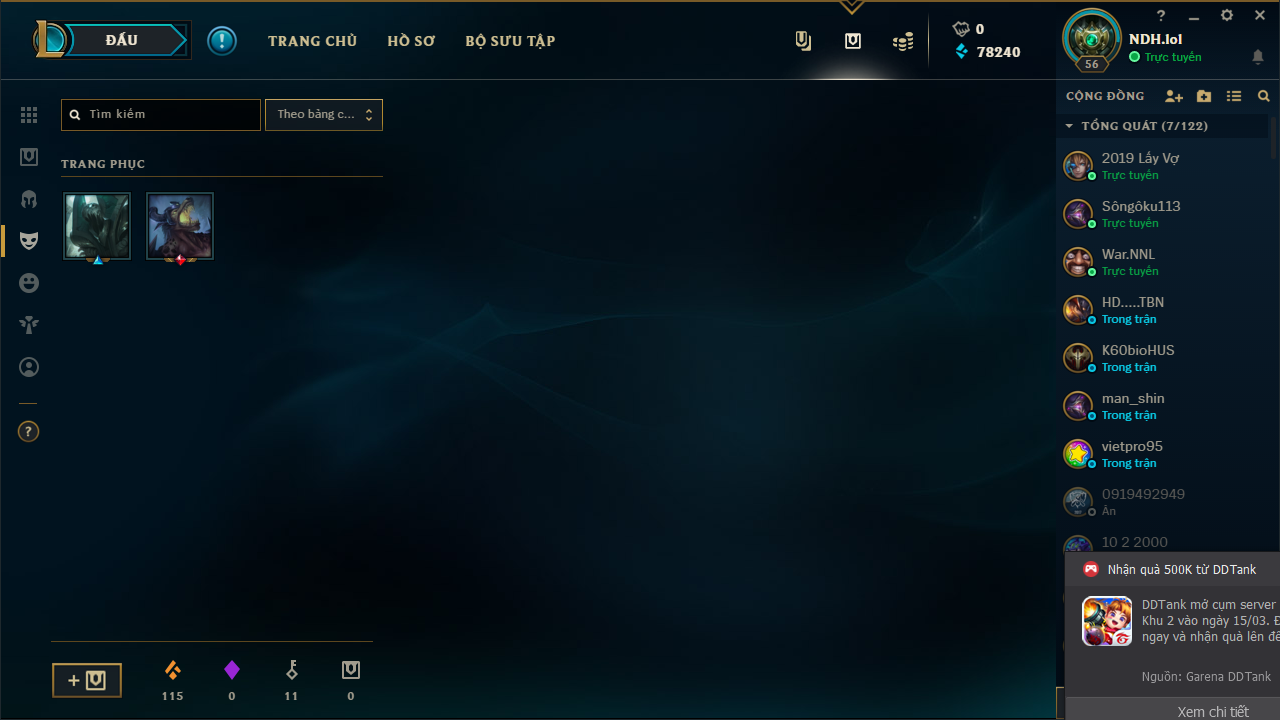 ĐẤU
TRANG CHỦ
HỒ SƠ
BỘ SƯU TẬP
0
78240
?
NDH.lol
Trực tuyến
56
Tìm kiếm
Theo bảng c...
TRANG PHỤC
?
115
0
11
0
CỘNG ĐỒNG
TỔNG QUÁT (7/122)
2019 Lấy Vợ
Trực tuyến
Sôngôku113
Trực tuyến
War.NNL
Trực tuyến
HD.....TBN
Trong trận
K60bioHUS
Trong trận
man_shin
Trong trận
vietpro95
Trong trận
0919492949
Ẩn
10 2 2000
Nhận quà 500K từ DDTank
DDTank mở cụm server
Khu 2 vào ngày 15/03. Đ
ngay và nhận quà lên đế
Nguồn: Garena DDTank
Xem chi tiết